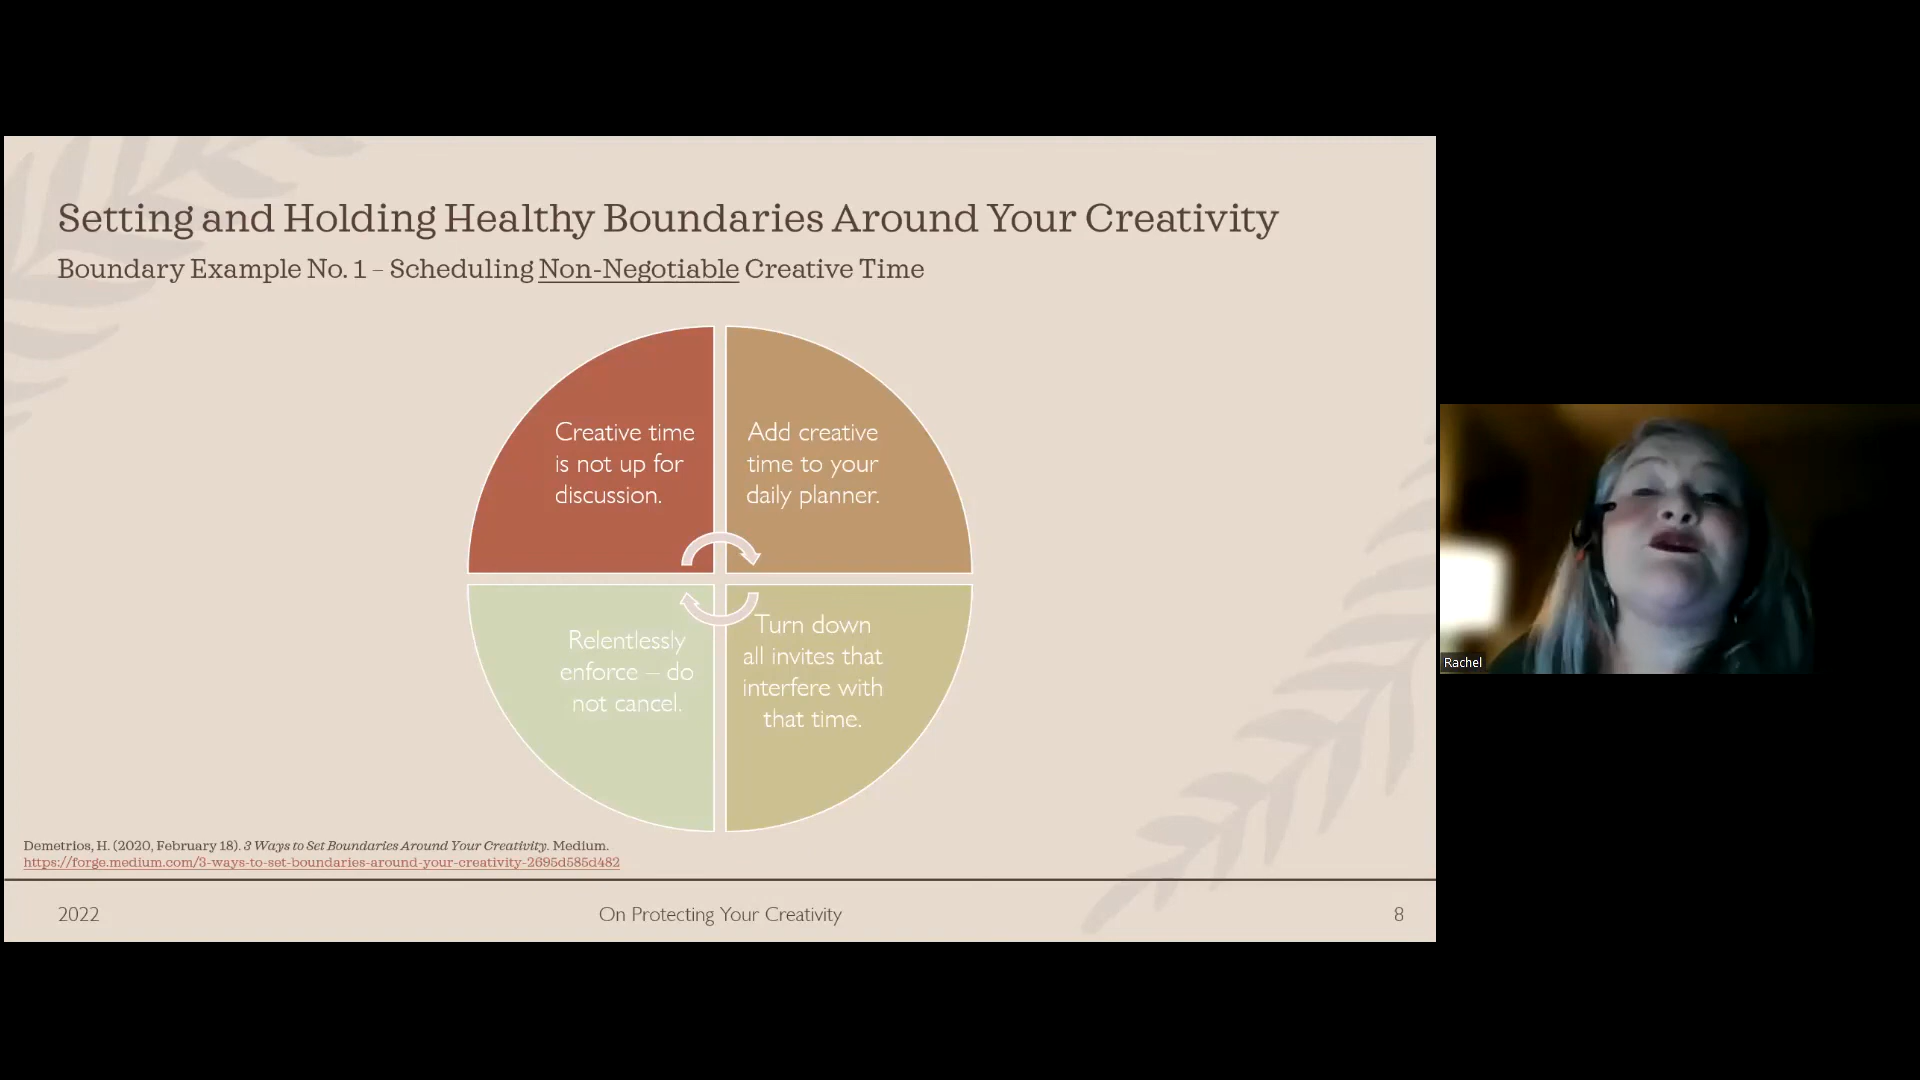 Setting and Holding Healthy Boundaries Around Your Creativity
Boundary Example No. 1 – Scheduling Non-Negotiable Creative Time
Creative time
is not up for
discussion.
Add creative
time to your
daily planner.
Turn down
all invites that
interfere with
that time.
Relentlessly
enforce – do
not cancel.
Demetrios, H. (2020, February 18). 3 Ways to Set Boundaries Around Your Creativity. Medium.
https://forge.medium.com/3-ways-to-set-boundaries-around-your-creativity-2695d585d482
2022
On Protecting Your Creativity
8
Rachel